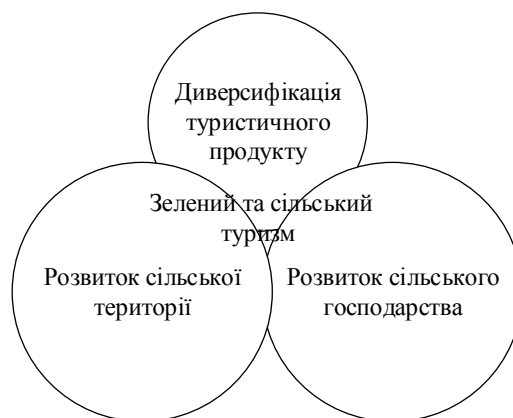 Диверсифікація
туристичного
продукту
Зелений та сільський
туризм
Розвиток сільської
території
Розвиток сільського
господарства